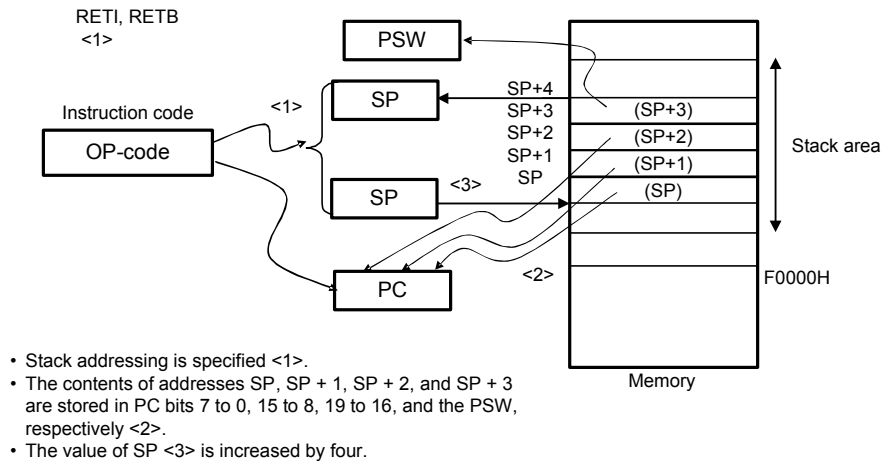 RETI, RETB
<1>
PSW
SP+4
(SP+3)
SP
<1>
SP+3
Instruction code
(SP+2)
SP+2
OP-code
Stack area
(SP+1)
SP+1
SP
<3>
SP
(SP)
PC
<2>
F0000H
Memory
• Stack addressing is specified <1>.
• The contents of addresses SP, SP + 1, SP + 2, and SP + 3
are stored in PC bits 7 to 0, 15 to 8, 19 to 16, and the PSW,
respectively <2>.
• The value of SP <3> is increased by four.